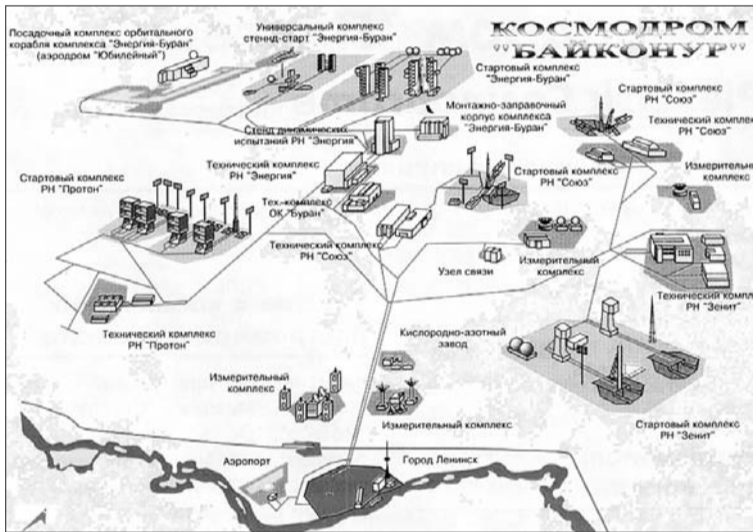 КОСМОДРОМ
"БАЙКОНУР"
Посадочный комплекс орбитального
корабля комплекса "Энергия-Буран"
(аэродром "Юбилейный")
Универсальный комплекс
стеннд-старт "Энергия-Буран"
Стартовый комплекс
"Энергия-Буран"
Монтажно-заправочный
корпус комплекса
"Энергия-Буран"
Стартовый комплекс
РН "Союз"
Технический комплекс
РН "Союз"
Измерительный
комплекс
Стенд динамических
испытаний РН "Энергия"
Технический комплекс
РН "Энергия"
Стартовый комплекс
РН "Протон"
Тех.-комплекс
ОК "Буран"
Стартовый комплекс
РН "Союз"
Технический комплекс
РН "Союз"
Узел связи
Измерительный
комплекс
Технический компле
РН "Зенит"
Технический комплекс
РН "Протон"
Кислородно-азотный
завод
Измерительный
комплекс
Измерительный комплекс
Стартовый комплекс
РН "Зенит"
Аэропорт
Город Ленинск